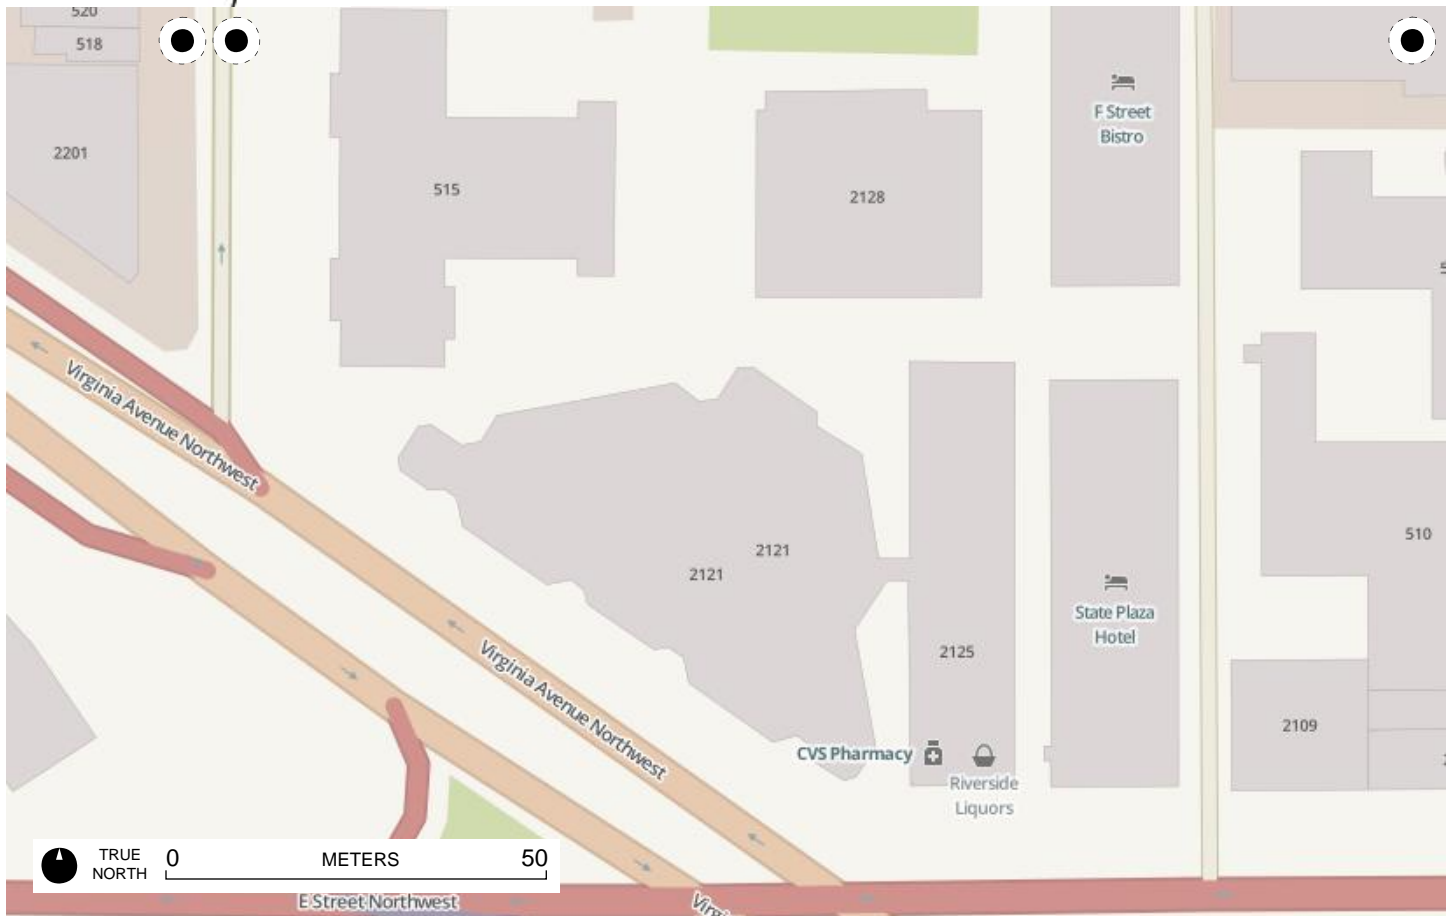 520
518
2201
515
2128
F Street
Bistro
Virginia Avenue Northwest
2121
2121
510
State Plaza
Hotel
2125
Virginia Avenue Northwest
2109
CVS Pharmacy
Riverside
Liquors
TRUE
NORTH
0 METERS 50
E Street Northwest